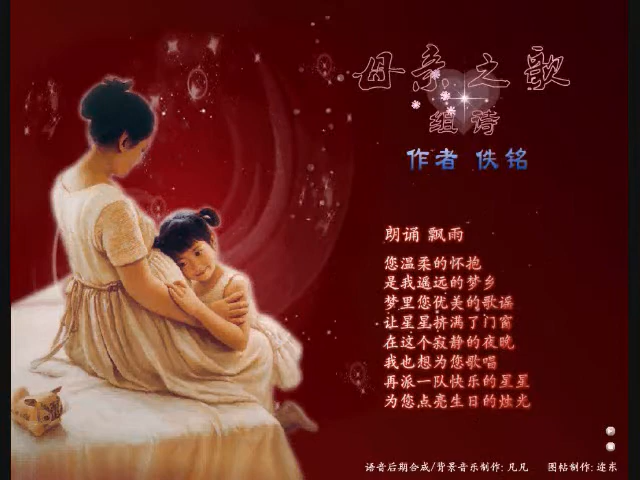 母亲之歌
组诗
作者 佚铭
朗诵 飘雨
您温柔的怀抱
是我遥远的梦乡
梦里您优美的歌谣
让星星挤满了门窗
在这个寂静的夜晚
我也想为您歌唱
再派一队快乐的星星
为您点亮生日的烛光
语音后期合成/背景音乐制作: 凡凡 图帖制作: 逹东